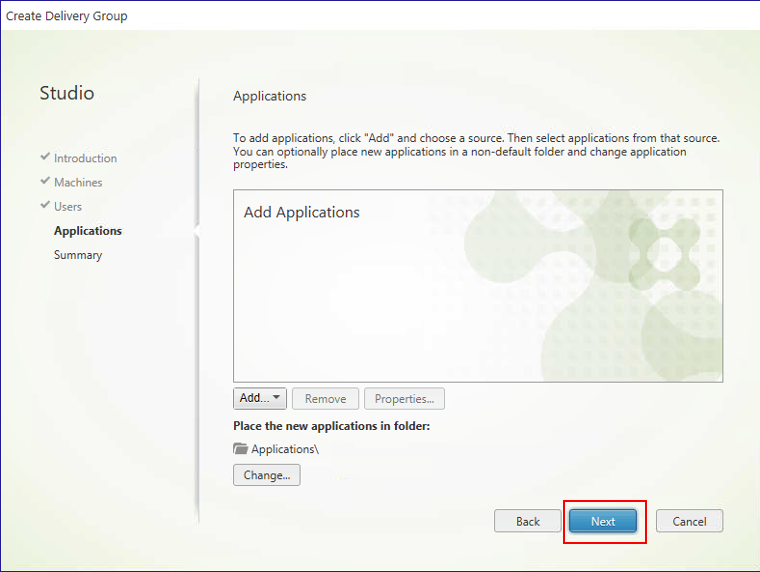 Create Delivery Group
Studio
Introduction
Machines
Users
Applications
Summary
Applications
To add applications, click "Add" and choose a source. Then select applications from that source.
You can optionally place new applications in a non-default folder and change application
properties.
Add Applications
Add...
Remove
Properties...
Place the new applications in folder:
Applications\
Change...
Back
Next
Cancel